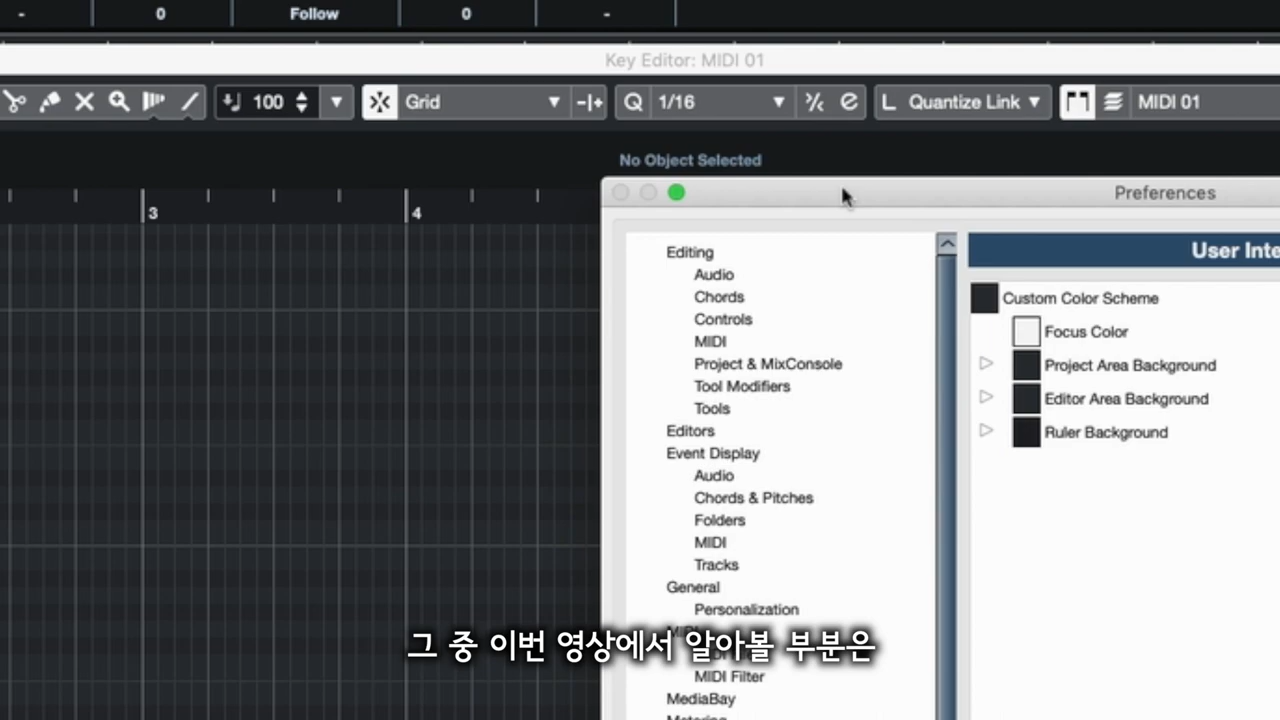 - 0 Follow 0 -
Key Editor: MIDI 01
100 Grid Q 1/16 L Quantize Link MIDI 01
No Object Selected
3 4
Preferences
Editing
Audio
Chords
Controls
MIDI
Project & MixConsole
Tool Modifiers
Tools
Editors
Event Display
Audio
Chords & Pitches
Folders
MIDI
Tracks
General
Personalization
MIDI Filter
MediaBay
User Inte
Custom Color Scheme
Focus Color
Project Area Background
Editor Area Background
Ruler Background
그 중 이번 영상에서 알아볼 부분은